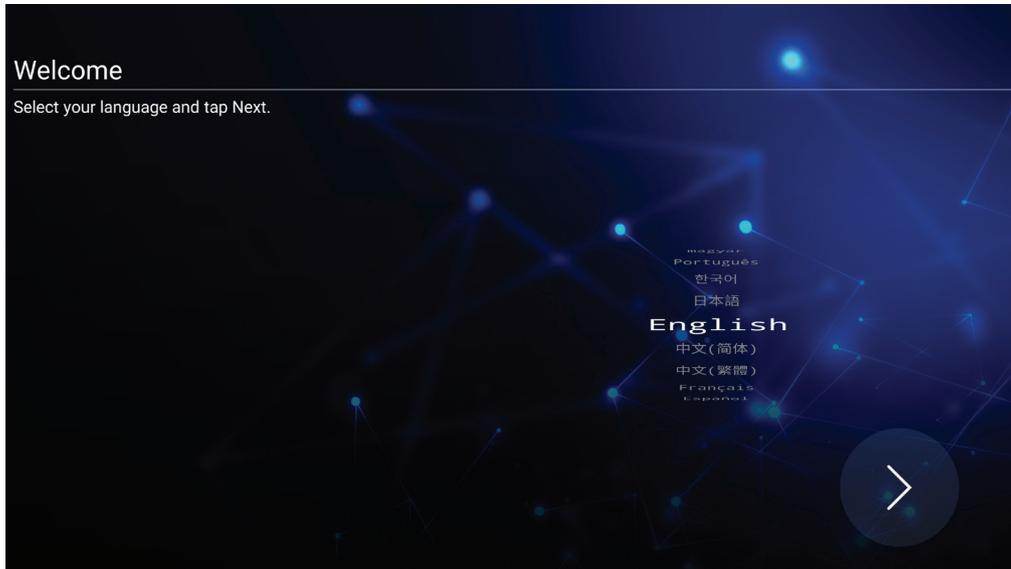 Welcome
Select your language and tap Next.
magyar
Português
한국어
日本語
English
中文(简体)
中文(繁體)
Français
Español